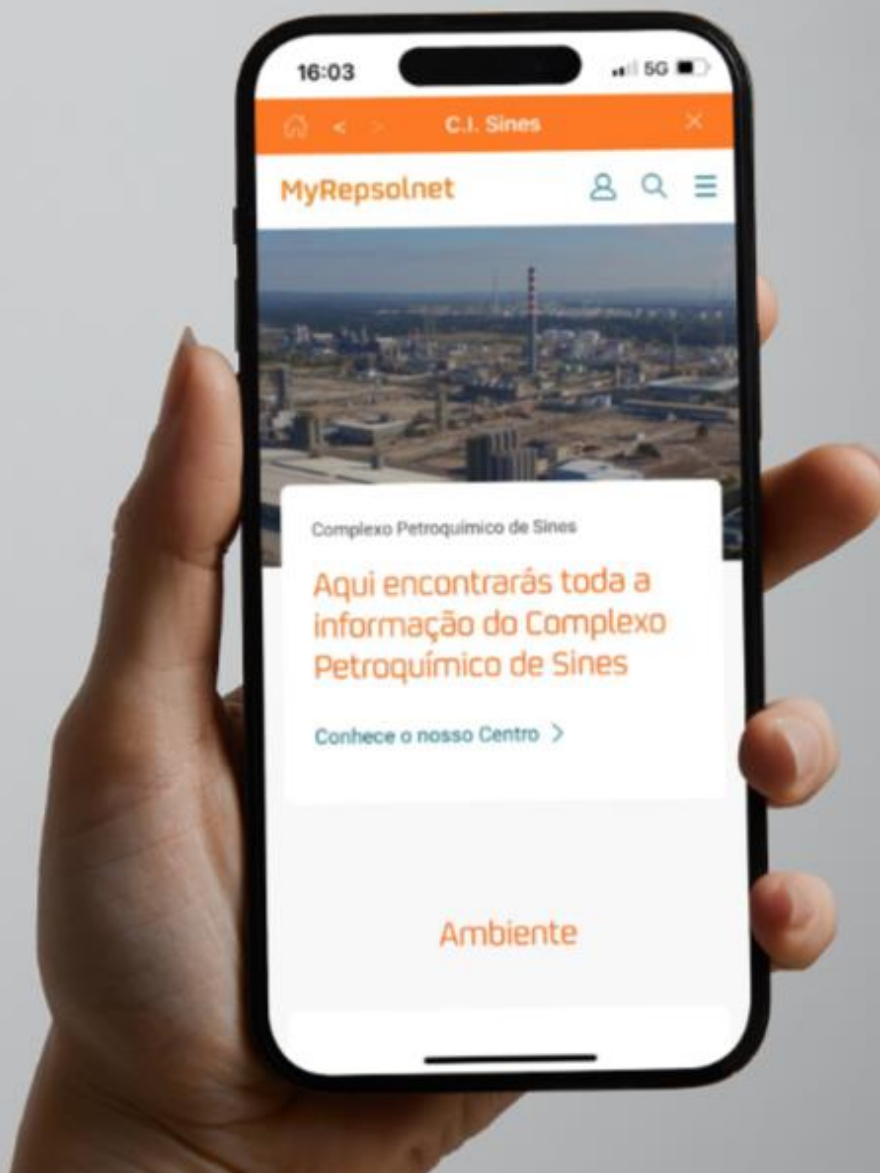 16:03 5G
C.I. Sines
MyRepsolnet
Complexo Petroquímico de Sines
Aqui encontrarás toda a
informação do Complexo
Petroquímico de Sines
Conhece o nosso Centro >
Ambiente